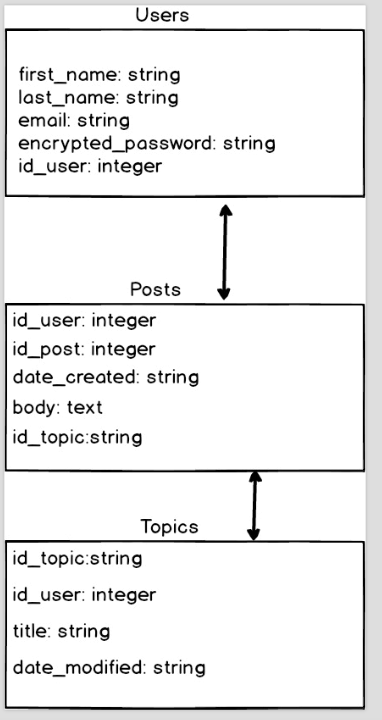 Users
first_name: string
last_name: string
email: string
encrypted_password: string
id_user: integer
Posts
id_user: integer
id_post: integer
date_created: string
body: text
id_topic:string
Topics
id_topic:string
id_user: integer
title: string
date_modified: string